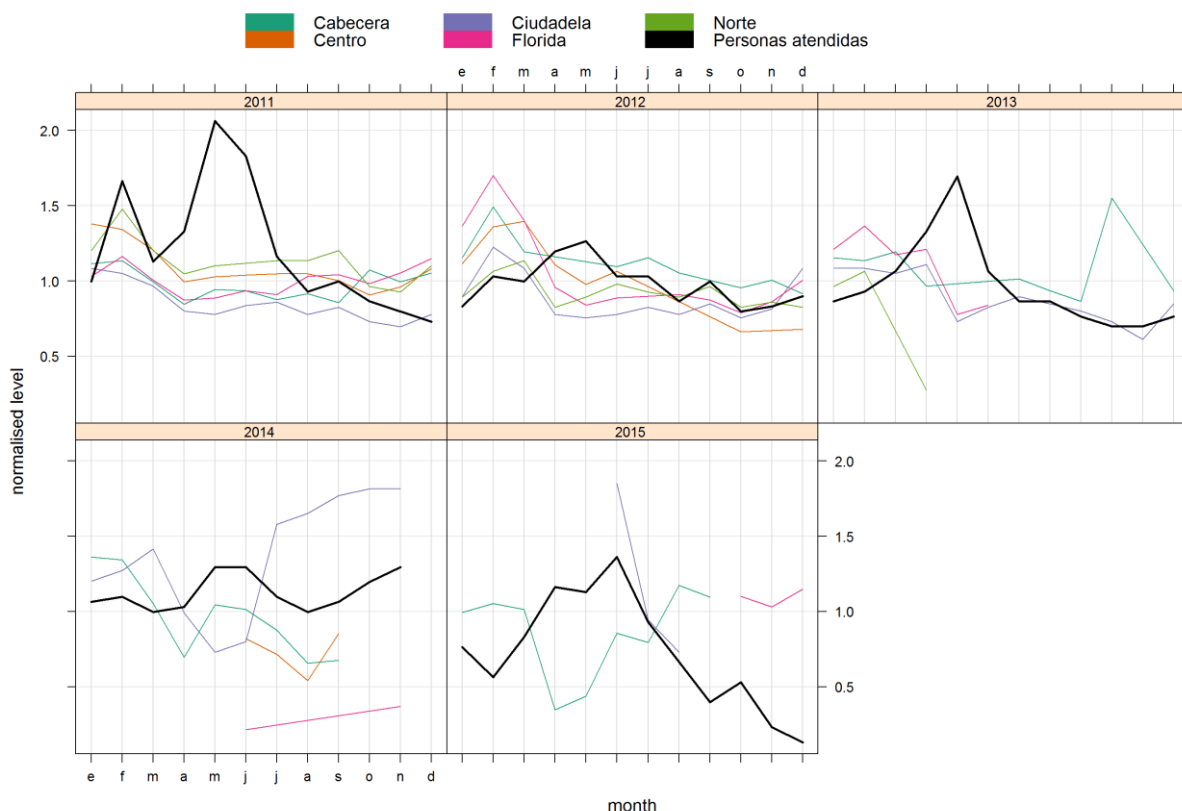 Cabecera Ciudadela Norte
Centro Florida Personas atendidas
e f m a m j j a s o n d
2011 2012 2013
2.0
1.5
1.0
0.5
normalised level
2014 2015
2.0
1.5
1.0
0.5
e f m a m j j a s o n d e f m a m j j a s o n d
month